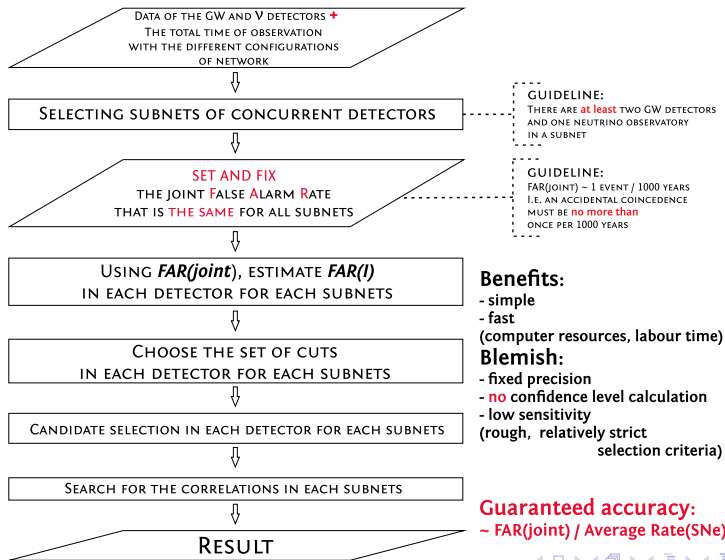 Data of the GW and ν detectors +
The total time of observation
with the different configurations
of network
Selecting subnets of concurrent detectors
GUIDELINE:
There are at least two GW detectors
and one neutrino observatory
in a subnet
SET AND FIX
the joint False Alarm Rate
that is the same for all subnets
GUIDELINE:
FAR(joint) ~ 1 event / 1000 years
I.e. an accidental coincedence
must be no more than
once per 1000 years
Using FAR(joint), estimate FAR(I)
in each detector for each subnets
Choose the set of cuts
in each detector for each subnets
Candidate selection in each detector for each subnets
Search for the correlations in each subnets
Result
Benefits:
- simple
- fast
(computer resources, labour time)
Blemish:
- fixed precision
- no confidence level calculation
- low sensitivity
(rough, relatively strict
selection criteria)
Guaranteed accuracy:
~ FAR(joint) / Average Rate(SNe)